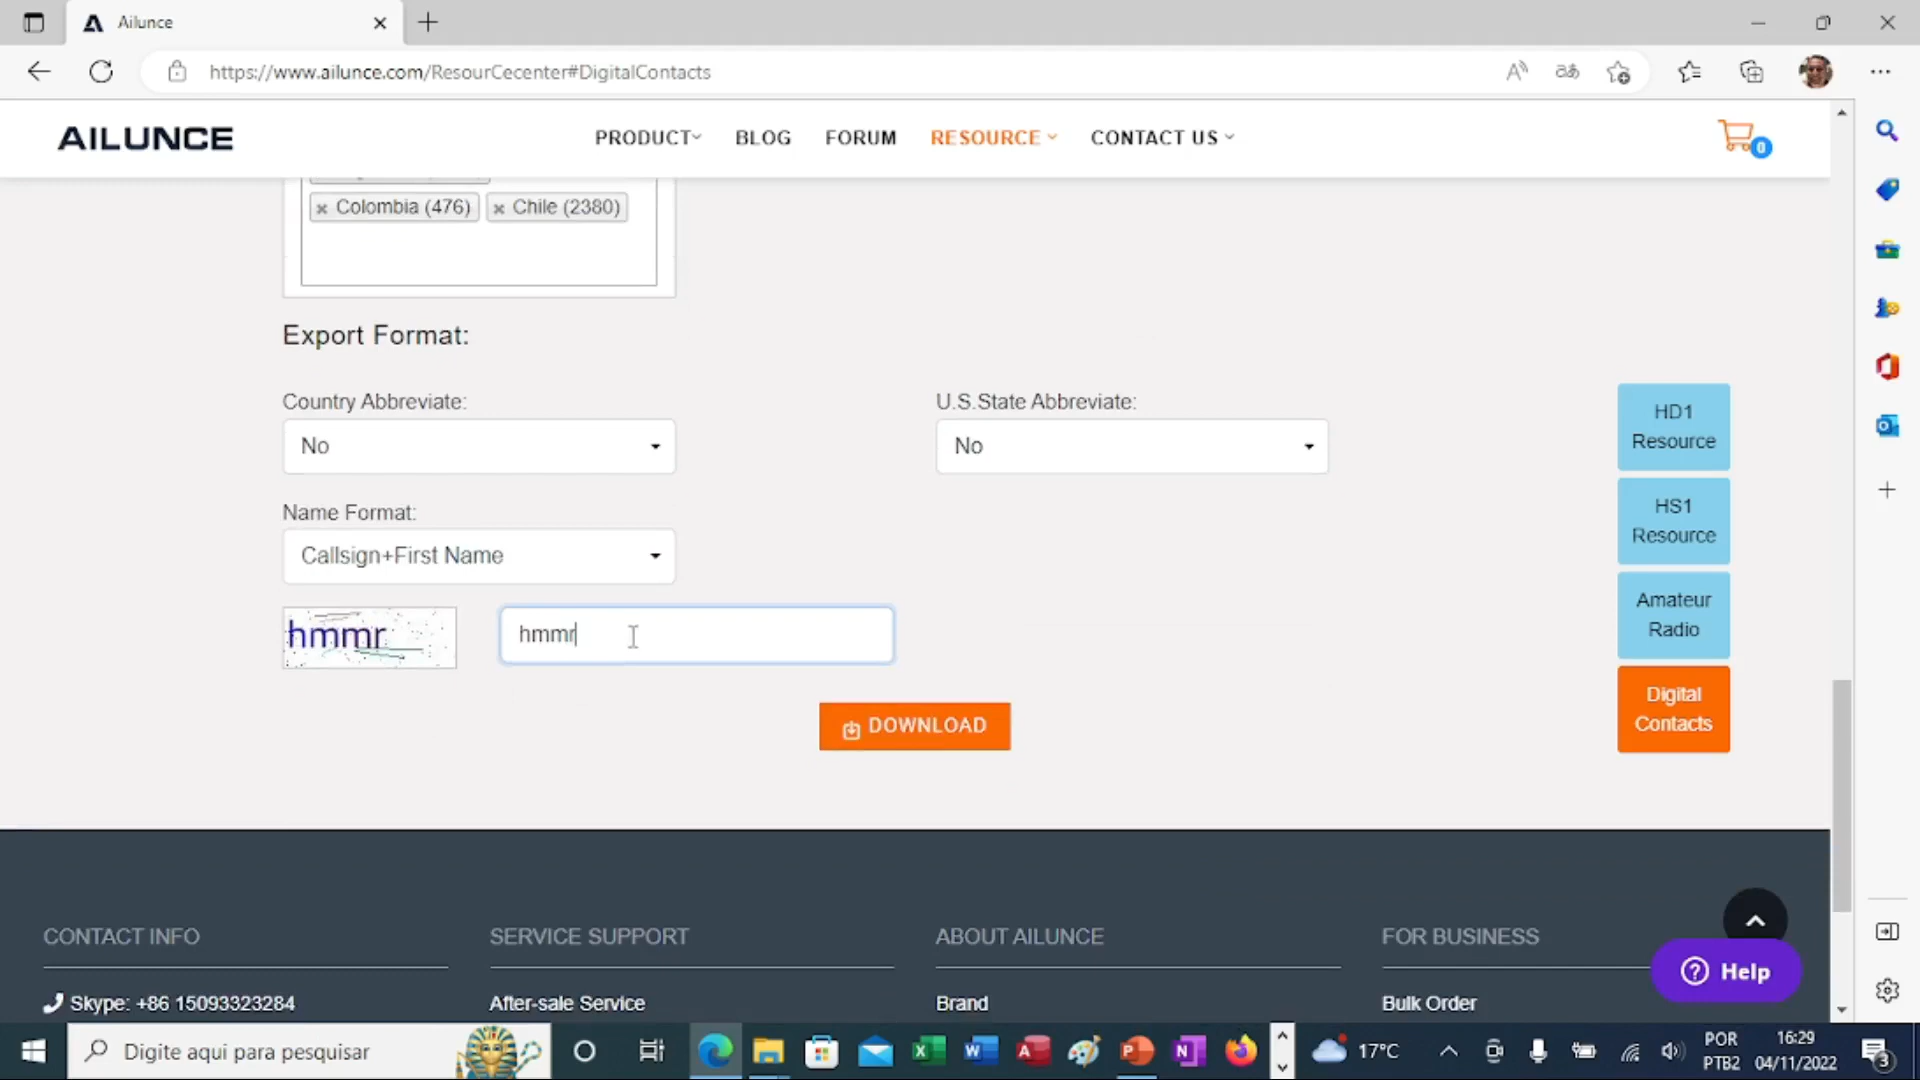 Ailunce
https://www.ailunce.com/ResourCecenter#DigitalContacts
AILUNCE
PRODUCT
BLOG
FORUM
RESOURCE
CONTACT US
0
× Colombia (476)
× Chile (2380)
Export Format:
Country Abbreviate:
U.S.State Abbreviate:
No
No
Name Format:
Callsign+First Name
hmmr
hmmr
DOWNLOAD
HD1
Resource
HS1
Resource
Amateur
Radio
Digital
Contacts
CONTACT INFO
SERVICE SUPPORT
ABOUT AILUNCE
FOR BUSINESS
Help
Skype: +86 15093323284
After-sale Service
Brand
Bulk Order
Digite aqui para pesquisar
17°C
POR
PTB2
16:29
04/11/2022
3